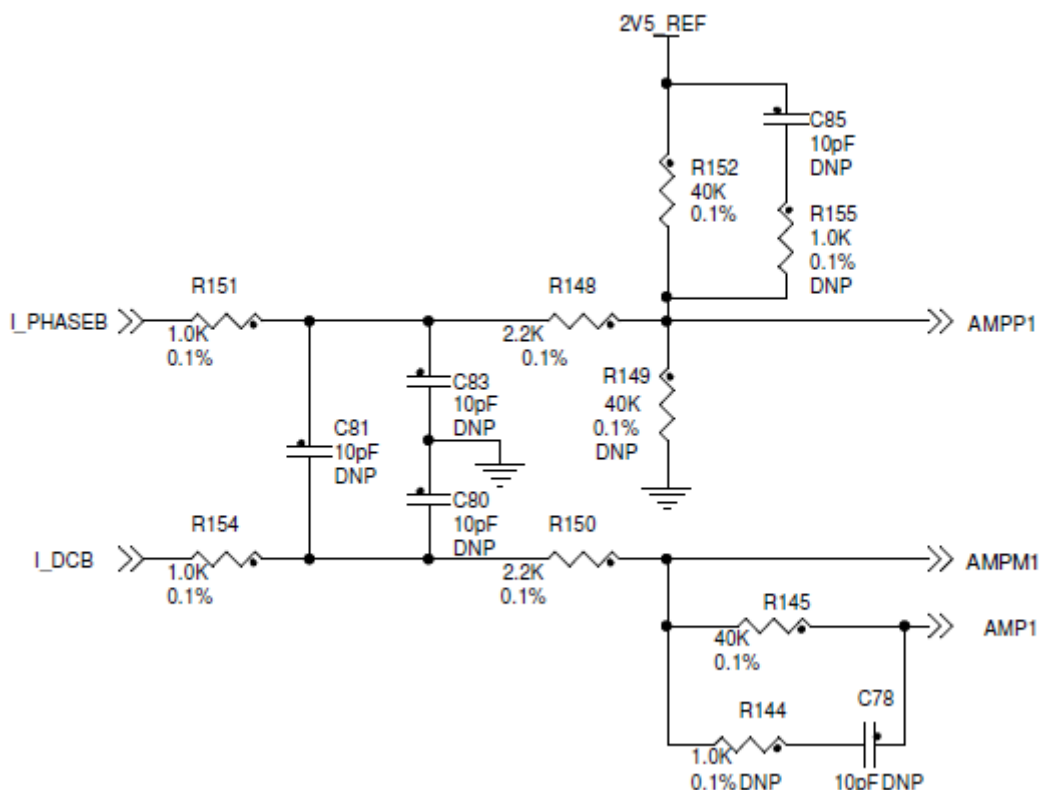 2V5_REF
C85
10pF
DNP
R152
40K
0.1%
R155
1.0K
0.1%
DNP
R151
R148
I_PHASEB
1.0K
0.1%
2.2K
0.1%
AMPP1
C83
10pF
DNP
R149
40K
0.1%
DNP
C81
10pF
DNP
C80
10pF
DNP
R154
R150
I_DCB
1.0K
0.1%
2.2K
0.1%
AMPM1
R145
40K
0.1%
AMP1
C78
R144
1.0K
0.1% DNP
10pF DNP